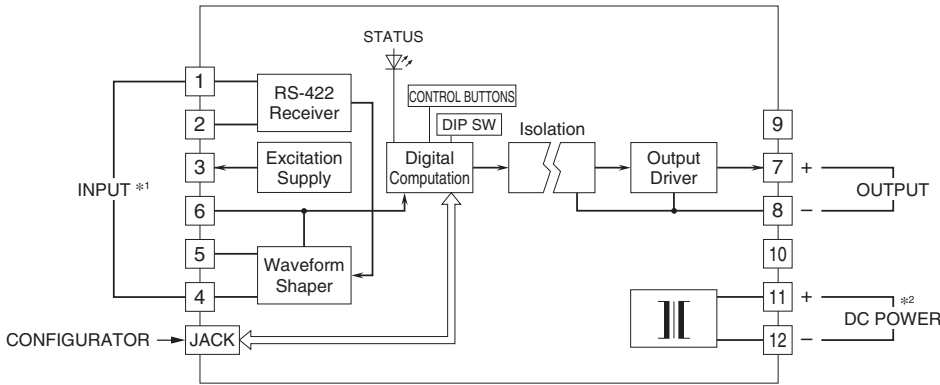 STATUS
CONTROL BUTTONS
DIP SW
1
RS-422
Receiver
2
Isolation
9
3
Excitation
Supply
Digital
Computation
Output
Driver
7
+
INPUT *1
OUTPUT
6
8
−
5
Waveform
Shaper
10
4
11
+
*2
DC POWER
CONFIGURATOR
JACK
12
−